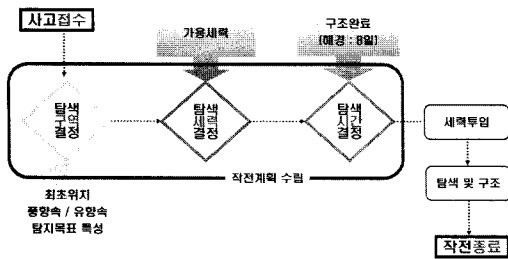 사고접수
가용세력
구조완료
(해경 : 8일)
탐색
구역
결정
탐색
세력
결정
탐색
시간
결정
작전계획 수립
최초위치
풍향속 / 유향속
탐지목표 특성
세력투입
탐색 및 구조
작전종료